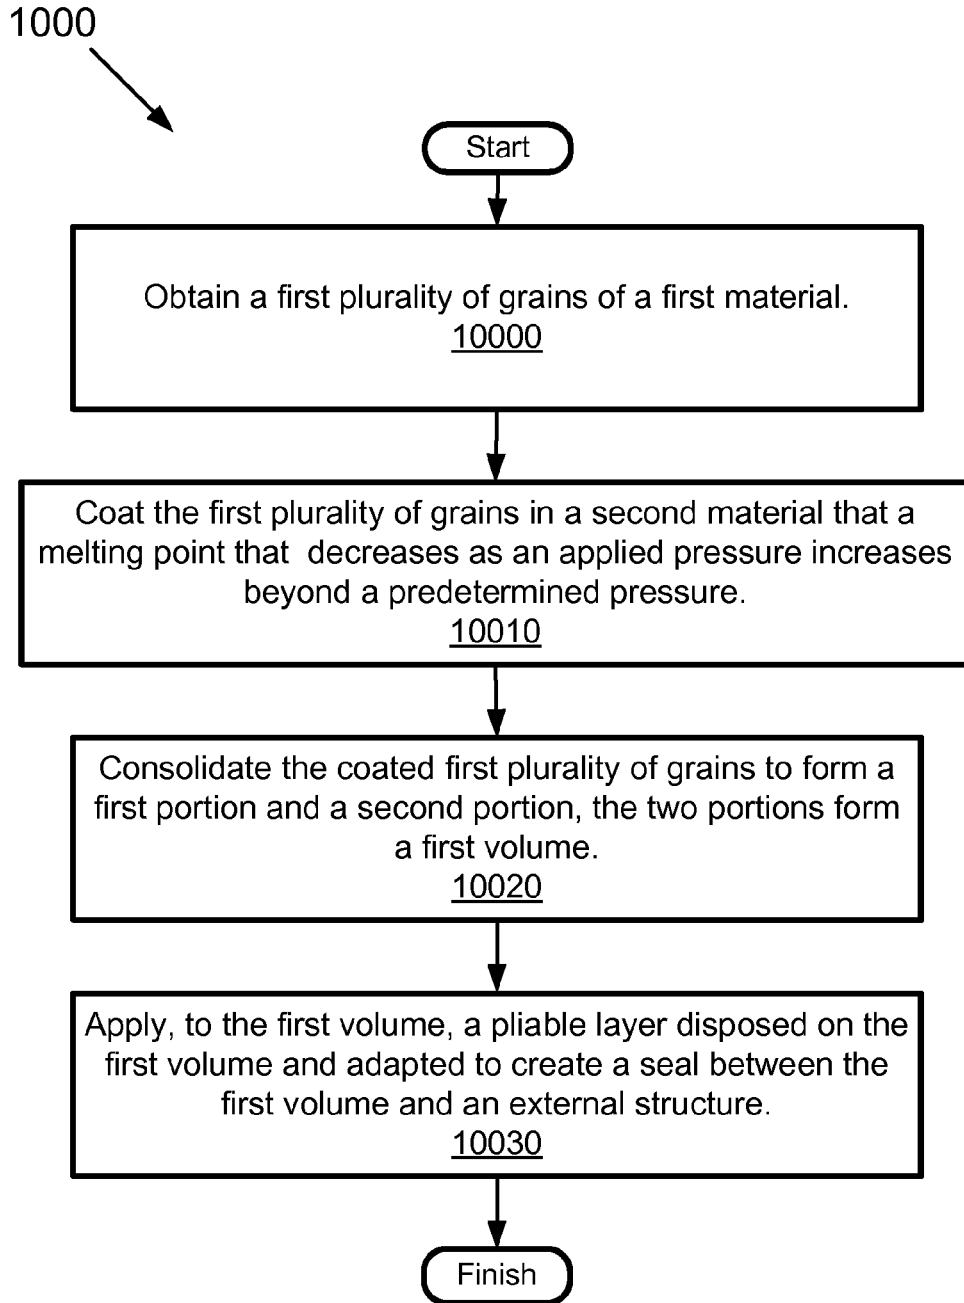 1000
Start
Obtain a first plurality of grains of a first material.
10000
Coat the first plurality of grains in a second material that a
melting point that  decreases as an applied pressure increases
beyond a predetermined pressure.
10010
Consolidate the coated first plurality of grains to form a
first portion and a second portion, the two portions form
a first volume.
10020
Apply, to the first volume, a pliable layer disposed on the
first volume and adapted to create a seal between the
first volume and an external structure.
10030
Finish